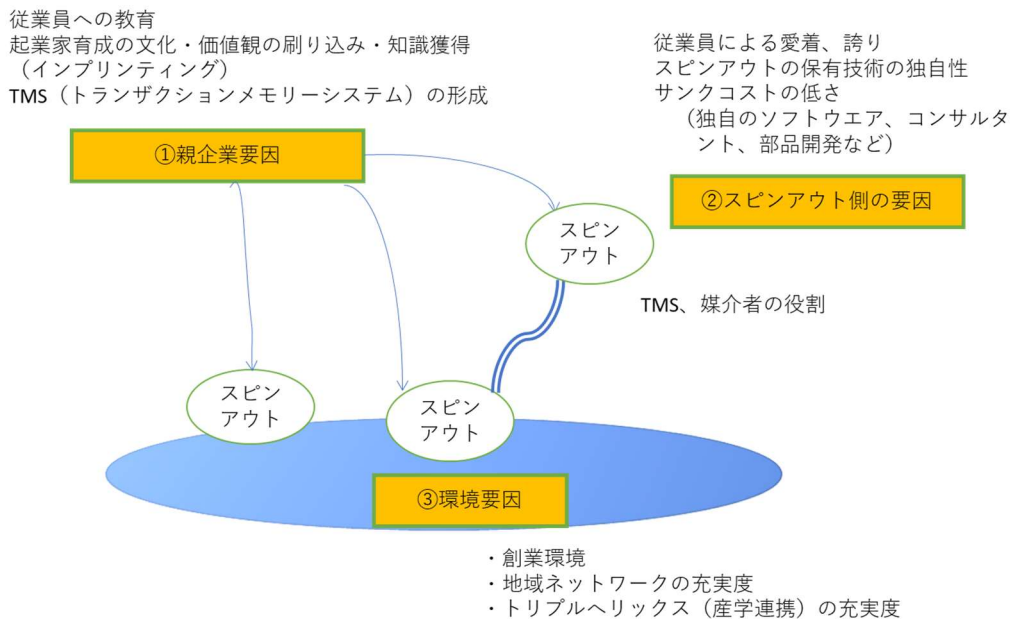 従業員への教育
起業家育成の文化・価値観の刷り込み・知識獲得
（インプリンティング）
TMS（トランザクションメモリーシステム）の形成
①親企業要因
従業員による愛着、誇り
スピンアウトの保有技術の独自性
サンクコストの低さ
（独自のソフトウエア、コンサルタ
ント、部品開発など）
②スピンアウト側の要因
スピン
アウト
TMS、媒介者の役割
スピン
アウト
スピン
アウト
③環境要因
・創業環境
・地域ネットワークの充実度
・トリプルヘリックス（産学連携）の充実度